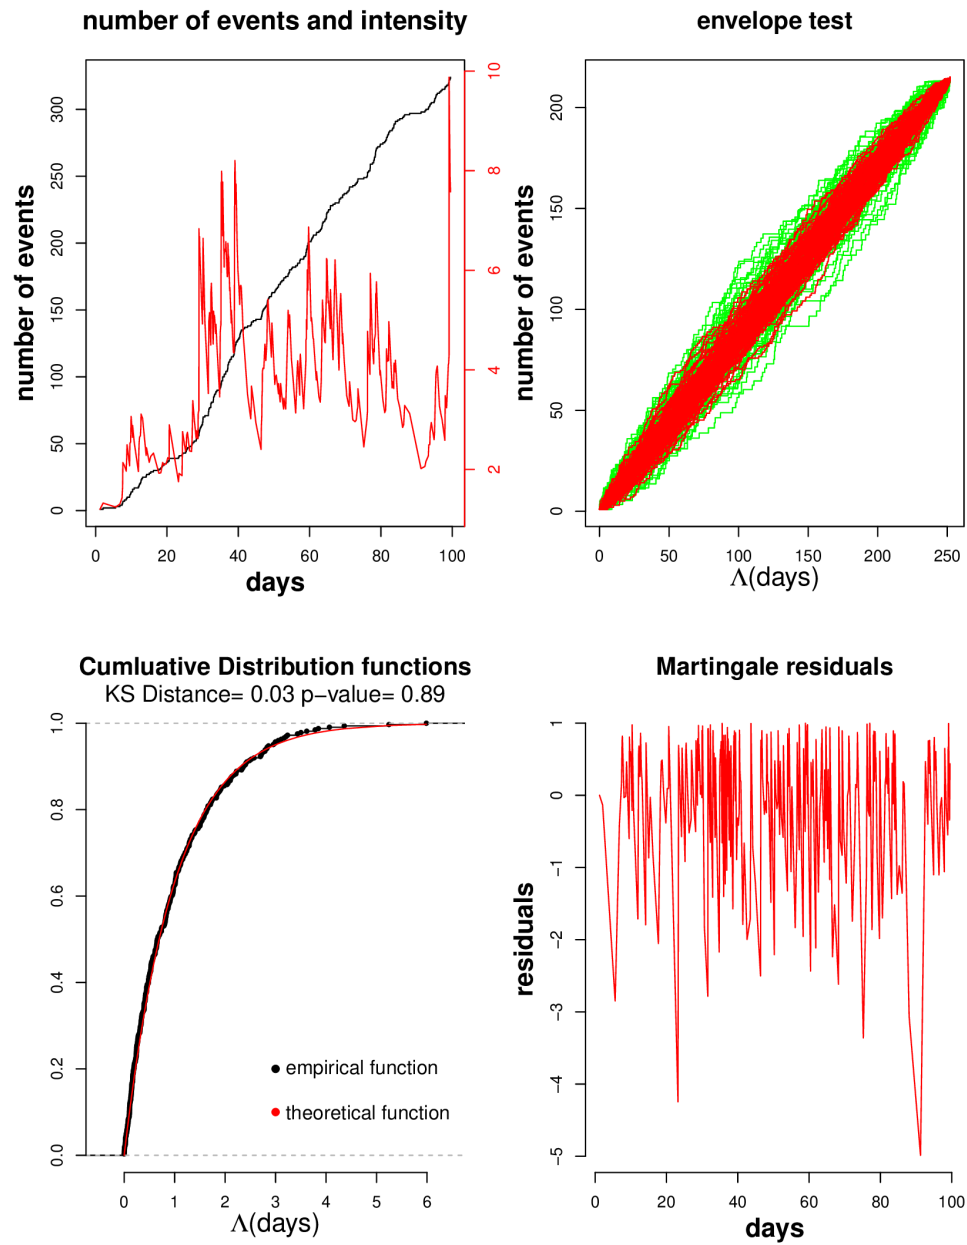 number of events and intensity
number of events
0
50
100
150
200
250
300
2
4
6
8
10
0 20 40 60 80 100
days
envelope test
number of events
0
50
100
150
200
0 50 100 150 200 250
Λ(days)
Cumluative Distribution functions
KS Distance= 0.03 p−value= 0.89
0.0
0.2
0.4
0.6
0.8
1.0
empirical function
theoretical function
0 1 2 3 4 5 6
Λ(days)
Martingale residuals
residuals
1
0
−1
−2
−3
−4
−5
0 20 40 60 80 100
days